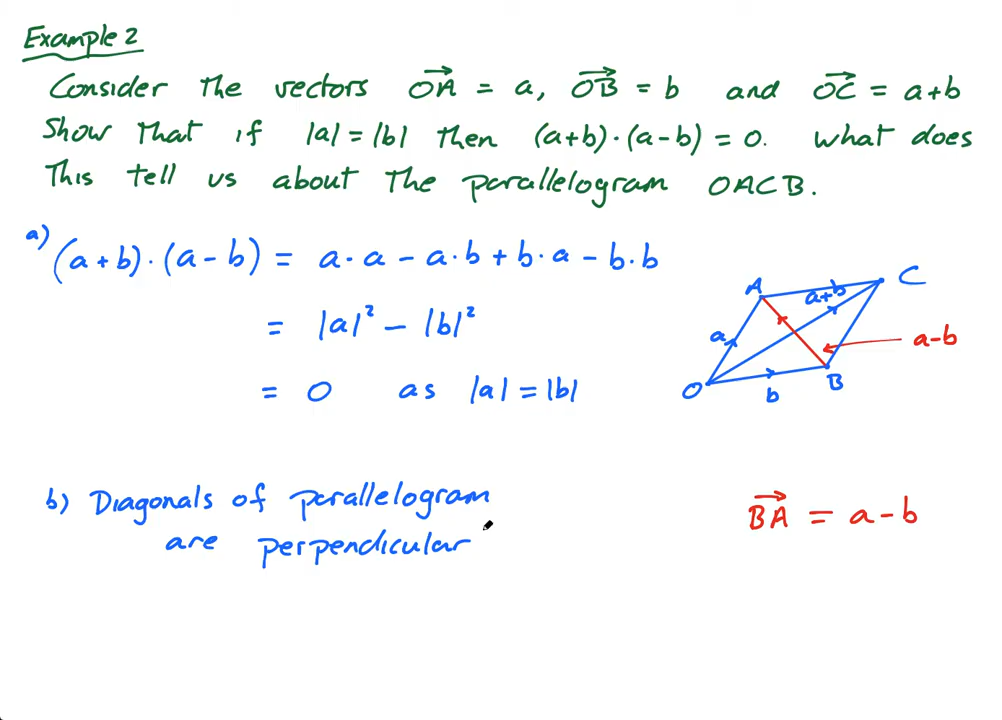 Example 2
Consider the vectors OA⃗ = a, OB⃗ = b and OC⃗ = a+b
Show that if |a| = |b| then (a+b)·(a-b) = 0. What does
This tell us about the parallelogram OACB.
a) (a+b)·(a-b) = a·a - a·b + b·a - b·b
= |a|² - |b|²
= 0 as |a| = |b|
A
C
a+b
a
a-b
O
B
b
b) Diagonals of parallelogram
are perpendicular
BA⃗ = a-b